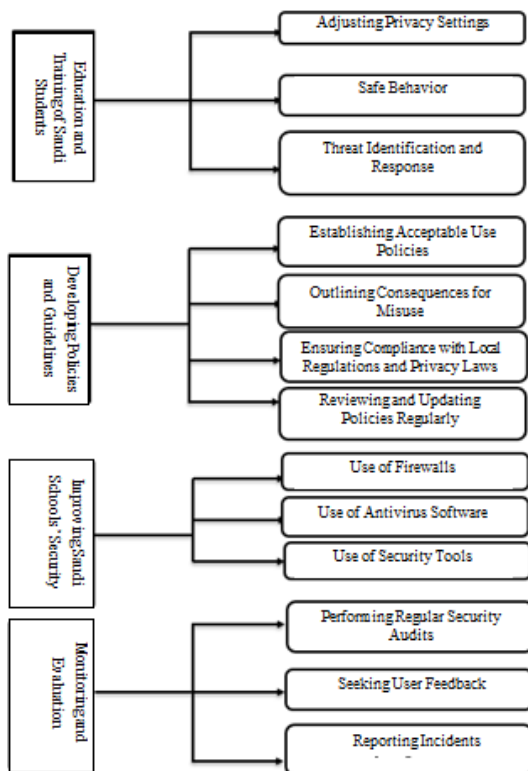 Education and
Training of Saudi
Students
Adjusting Privacy Settings
Safe Behavior
Threat Identification and
Response
Developing Policies
and Guidelines
Establishing Acceptable Use
Policies
Outlining Consequences for
Misuse
Ensuring Compliance with Local
Regulations and Privacy Laws
Reviewing and Updating
Policies Regularly
Improving Saudi
Schools' Security
Use of Firewalls
Use of Antivirus Software
Use of Security Tools
Monitoring and
Evaluation
Performing Regular Security
Audits
Seeking User Feedback
Reporting Incidents